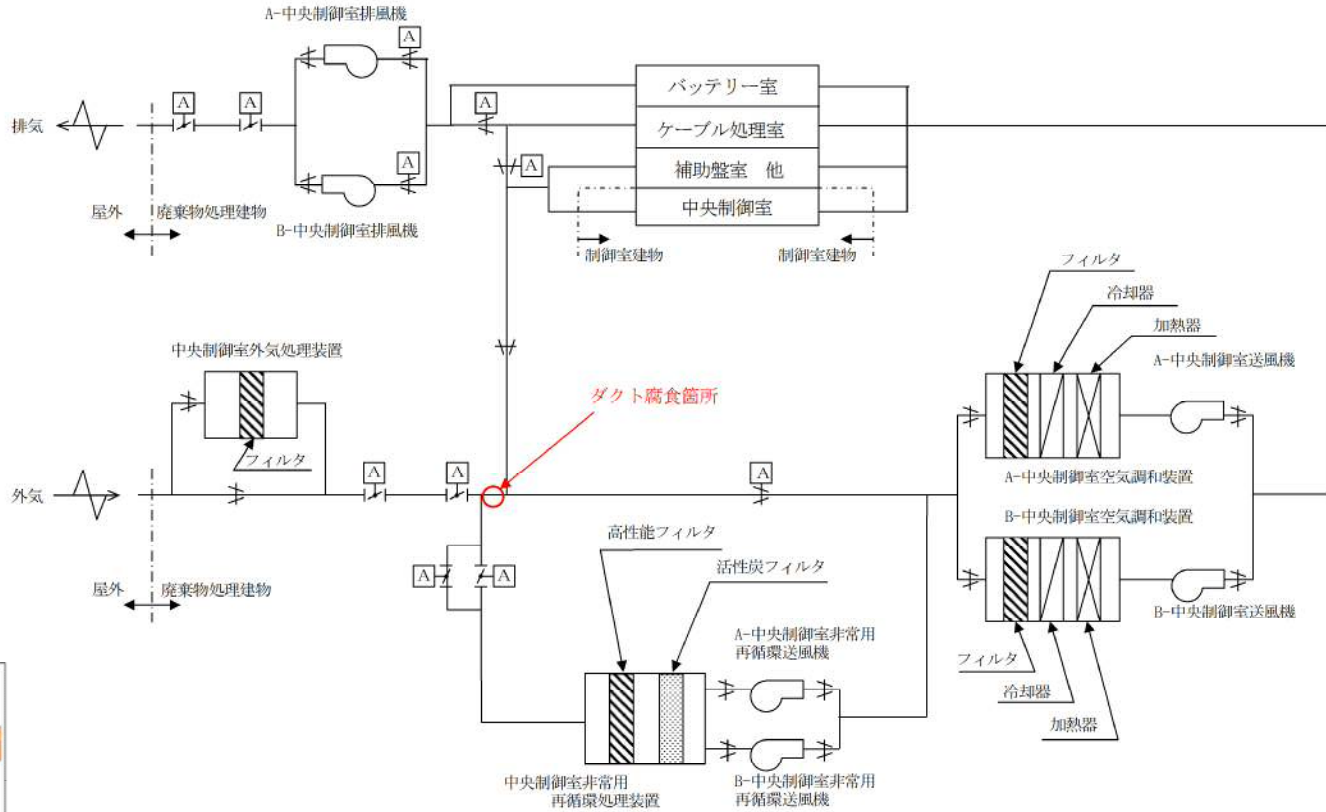 A-中央制御室排風機
A
A
A
A
排気
A
B-中央制御室排風機
屋外
廃棄物処理建物
A
バッテリー室
ケーブル処理室
補助盤室 他
中央制御室
A
制御室建物
制御室建物
フィルタ
冷却器
加熱器
A-中央制御室送風機
中央制御室外気処理装置
フィルタ
ダクト腐食箇所
外気
A
A
A
A-中央制御室空気調和装置
B-中央制御室空気調和装置
屋外
廃棄物処理建物
A
A
高性能フィルタ
活性炭フィルタ
B-中央制御室送風機
A-中央制御室非常用
再循環送風機
フィルタ
冷却器
加熱器
中央制御室非常用
再循環処理装置
B-中央制御室非常用
再循環送風機